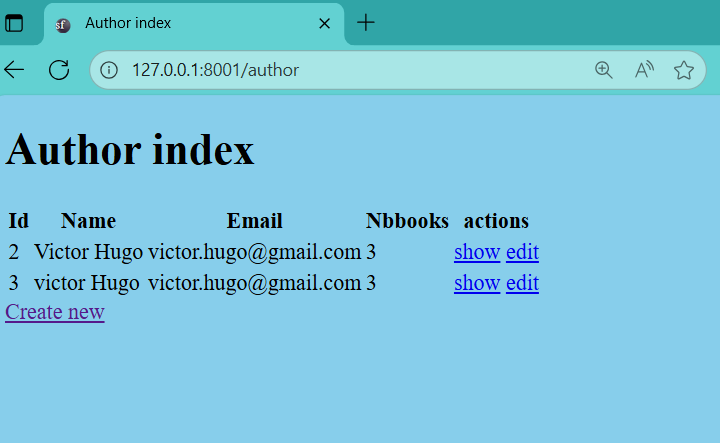 sf Author index
127.0.0.1:8001/author A
Author index
Id Name Email Nbbooks actions
2 Victor Hugo victor.hugo@gmail.com 3 show edit
3 victor Hugo victor.hugo@gmail.com 3 show edit
Create new